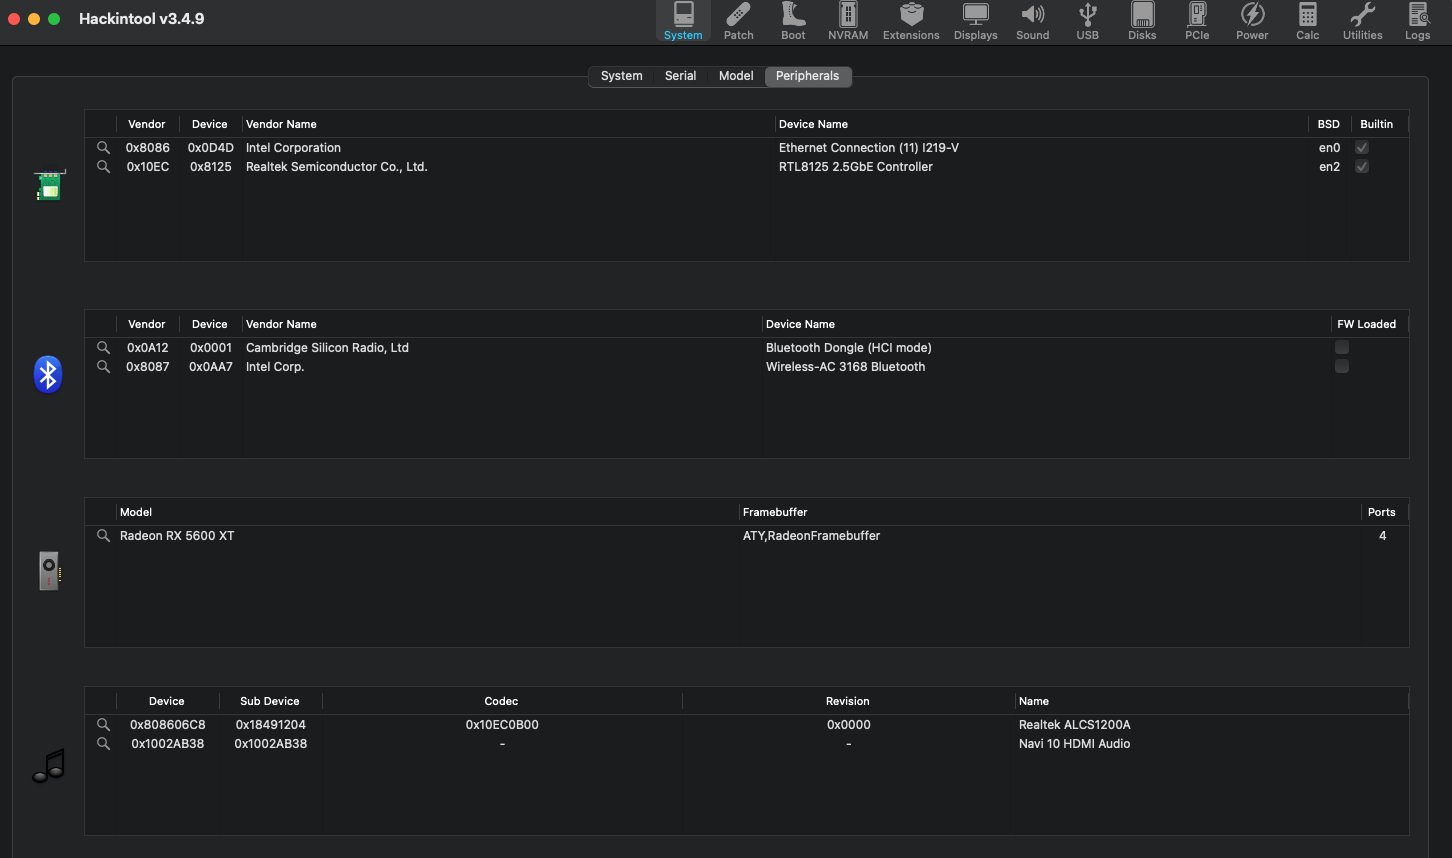 Hackintool v3.4.9
System Patch Boot NVRAM Extensions Displays Sound USB Disks PCIe Power Calc Utilities Logs
System Serial Model Peripherals
Vendor Device Vendor Name Device Name BSD Builtin
0x8086 0x0D4D Intel Corporation Ethernet Connection (11) I219-V en0
0x10EC 0x8125 Realtek Semiconductor Co., Ltd. RTL8125 2.5GbE Controller en2
Vendor Device Vendor Name Device Name FW Loaded
0x0A12 0x0001 Cambridge Silicon Radio, Ltd Bluetooth Dongle (HCI mode)
0x8087 0x0AA7 Intel Corp. Wireless-AC 3168 Bluetooth
Model Framebuffer Ports
Radeon RX 5600 XT ATY,RadeonFramebuffer 4
Device Sub Device Codec Revision Name
0x808606C8 0x18491204 0x10EC0B00 0x0000 Realtek ALCS1200A
0x1002AB38 0x1002AB38 - - Navi 10 HDMI Audio